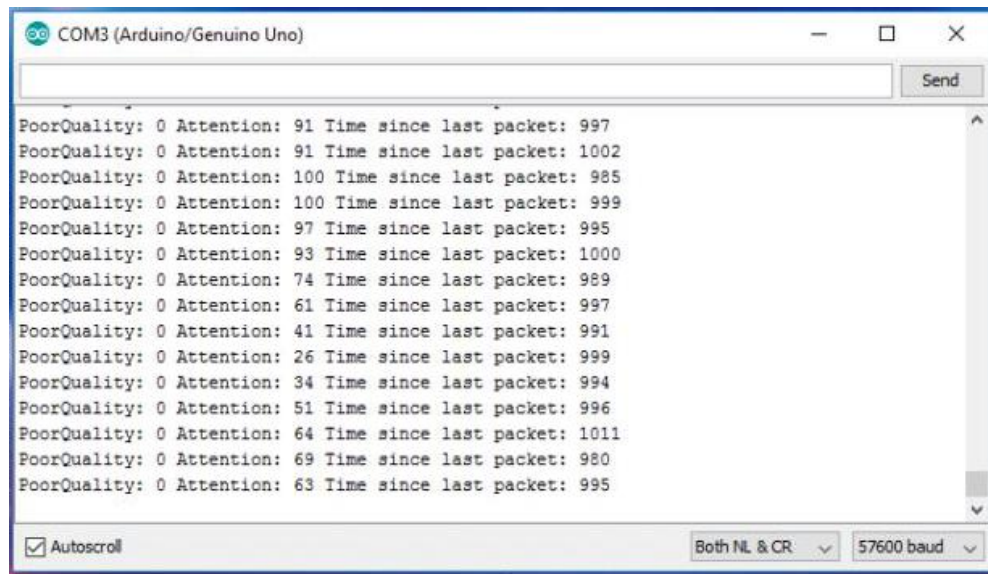 COM3 (Arduino/Genuino Uno)
Send
PoorQuality: 0 Attention: 91 Time since last packet: 997
PoorQuality: 0 Attention: 91 Time since last packet: 1002
PoorQuality: 0 Attention: 100 Time since last packet: 985
PoorQuality: 0 Attention: 100 Time since last packet: 999
PoorQuality: 0 Attention: 97 Time since last packet: 995
PoorQuality: 0 Attention: 93 Time since last packet: 1000
PoorQuality: 0 Attention: 74 Time since last packet: 989
PoorQuality: 0 Attention: 61 Time since last packet: 997
PoorQuality: 0 Attention: 41 Time since last packet: 991
PoorQuality: 0 Attention: 26 Time since last packet: 999
PoorQuality: 0 Attention: 34 Time since last packet: 994
PoorQuality: 0 Attention: 51 Time since last packet: 996
PoorQuality: 0 Attention: 64 Time since last packet: 1011
PoorQuality: 0 Attention: 69 Time since last packet: 980
PoorQuality: 0 Attention: 63 Time since last packet: 995
Autoscroll Both NL & CR 57600 baud